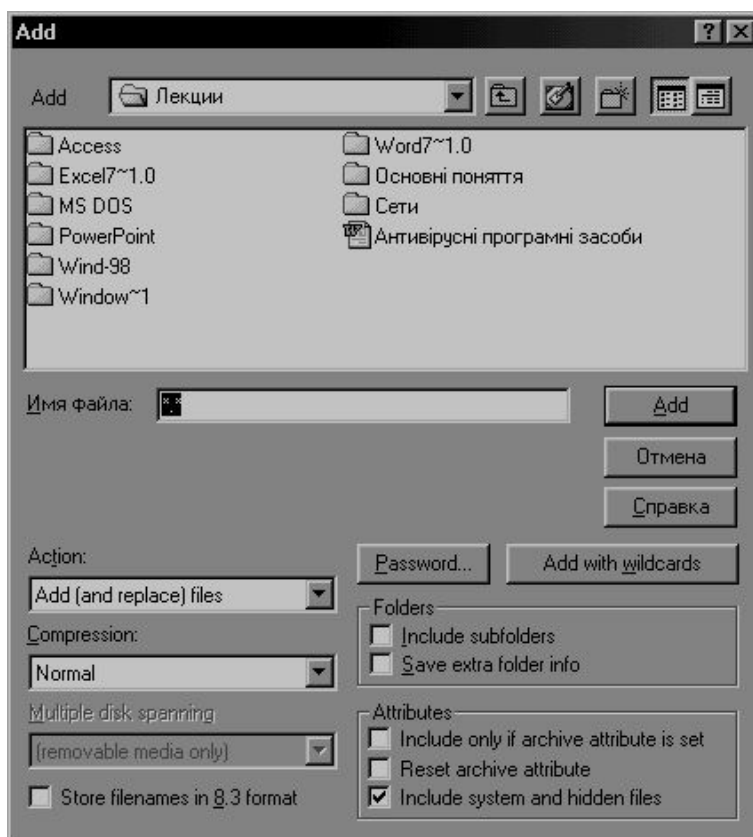 Add
Add Лекции
Access
Excel7~1.0
MS DOS
PowerPoint
Wind-98
Window~1
Word7~1.0
Основні поняття
Сети
Антивірусні програмні засоби
Имя файла: *.*
Add
Отмена
Справка
Action:
Add (and replace) files
Compression:
Normal
Multiple disk spanning
(removable media only)
Store filenames in 8.3 format
Password...
Add with wildcards
Folders
Include subfolders
Save extra folder info
Attributes
Include only if archive attribute is set
Reset archive attribute
Include system and hidden files